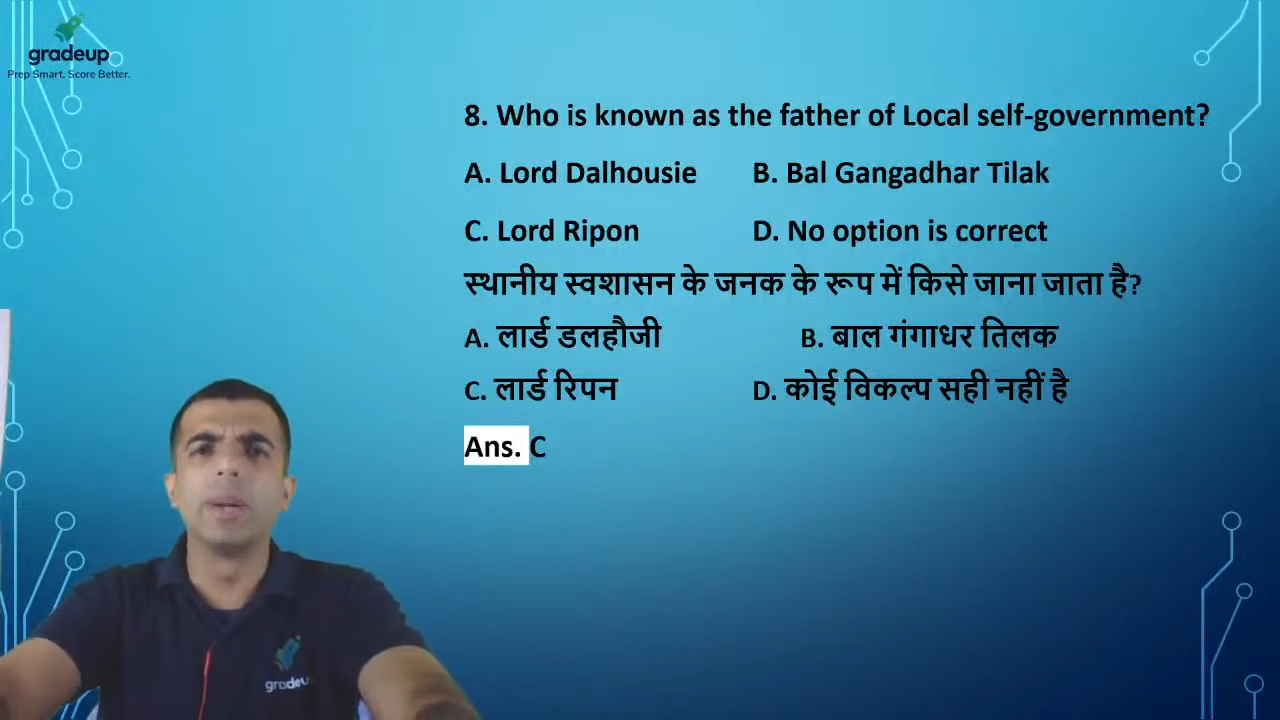 gradeup
Prep Smart. Score Better.
8. Who is known as the father of Local self-government?
A. Lord Dalhousie B. Bal Gangadhar Tilak
C. Lord Ripon D. No option is correct
स्थानीय स्वशासन के जनक के रूप में किसे जाना जाता है?
A. लार्ड डलहौजी B. बाल गंगाधर तिलक
C. लार्ड रिपन D. कोई विकल्प सही नहीं है
Ans. C
gradeu